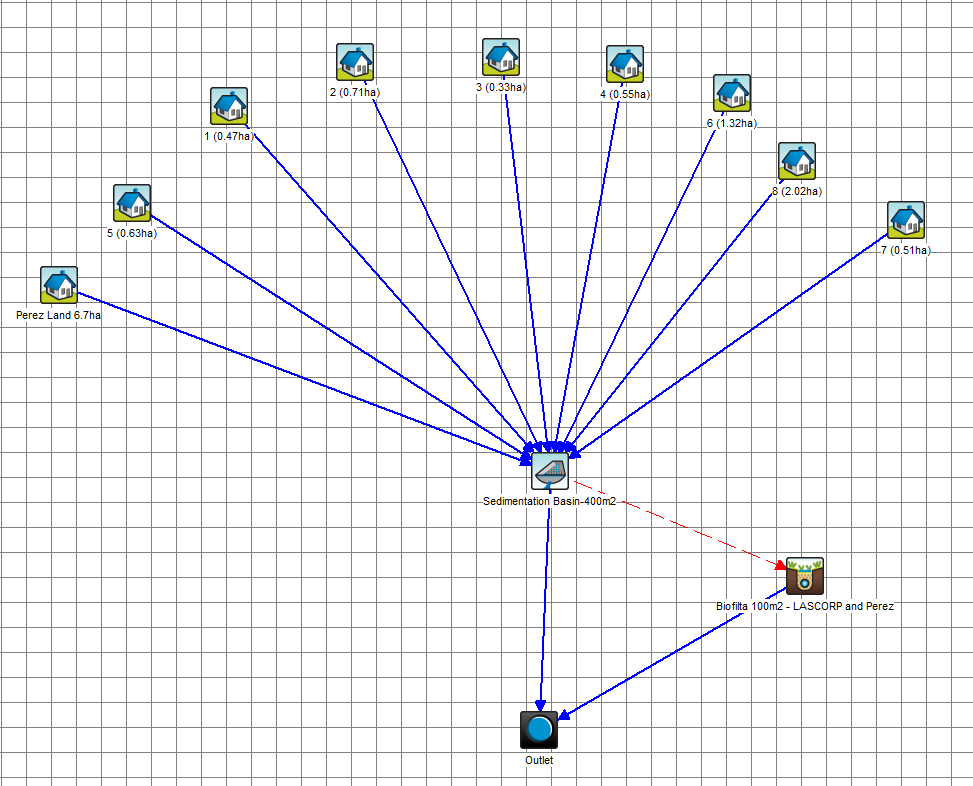 3 (0.33ha)
2 (0.71ha)
4 (0.55ha)
6 (1.32ha)
1 (0.47ha)
8 (2.02ha)
5 (0.63ha)
7 (0.51ha)
Perez Land 6.7ha
Sedimentation Basin-400m2
Biofilta 100m2 - LASCORP and Perez
Outlet